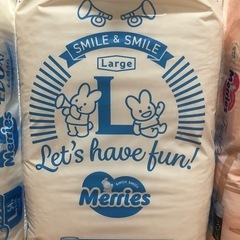 SMILE & SMILE
Large
L
Let's have fun!
Merries